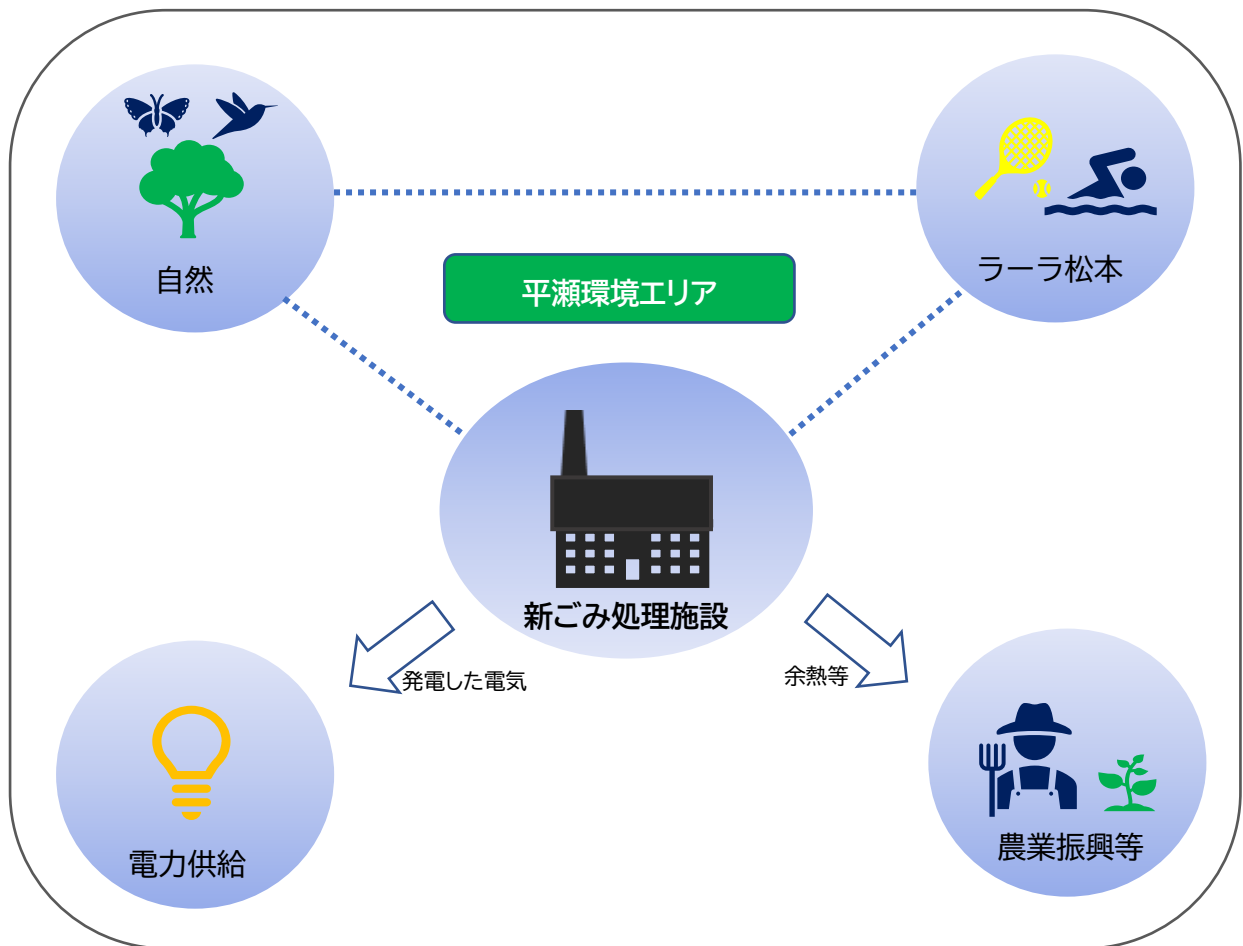 自然
ラーラ松本
平瀬環境エリア
新ごみ処理施設
発電した電気
余熱等
電力供給
農業振興等